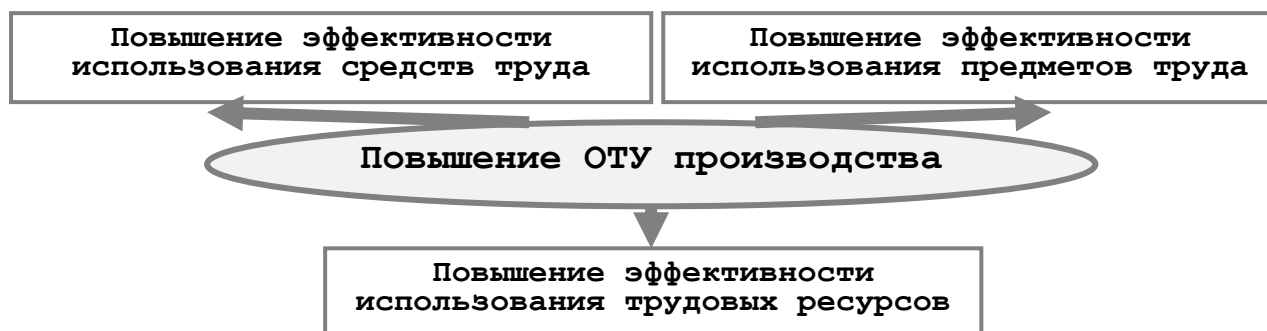 Повышение эффективности
использования средств труда
Повышение эффективности
использования предметов труда
Повышение ОТУ производства
Повышение эффективности
использования трудовых ресурсов